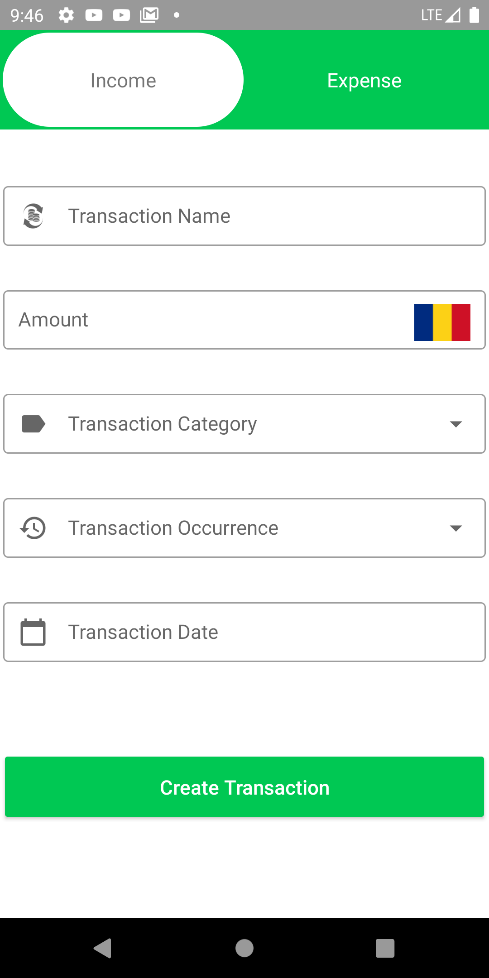 9:46
LTE
Income
Expense
Transaction Name
Amount
Transaction Category
Transaction Occurrence
Transaction Date
Create Transaction